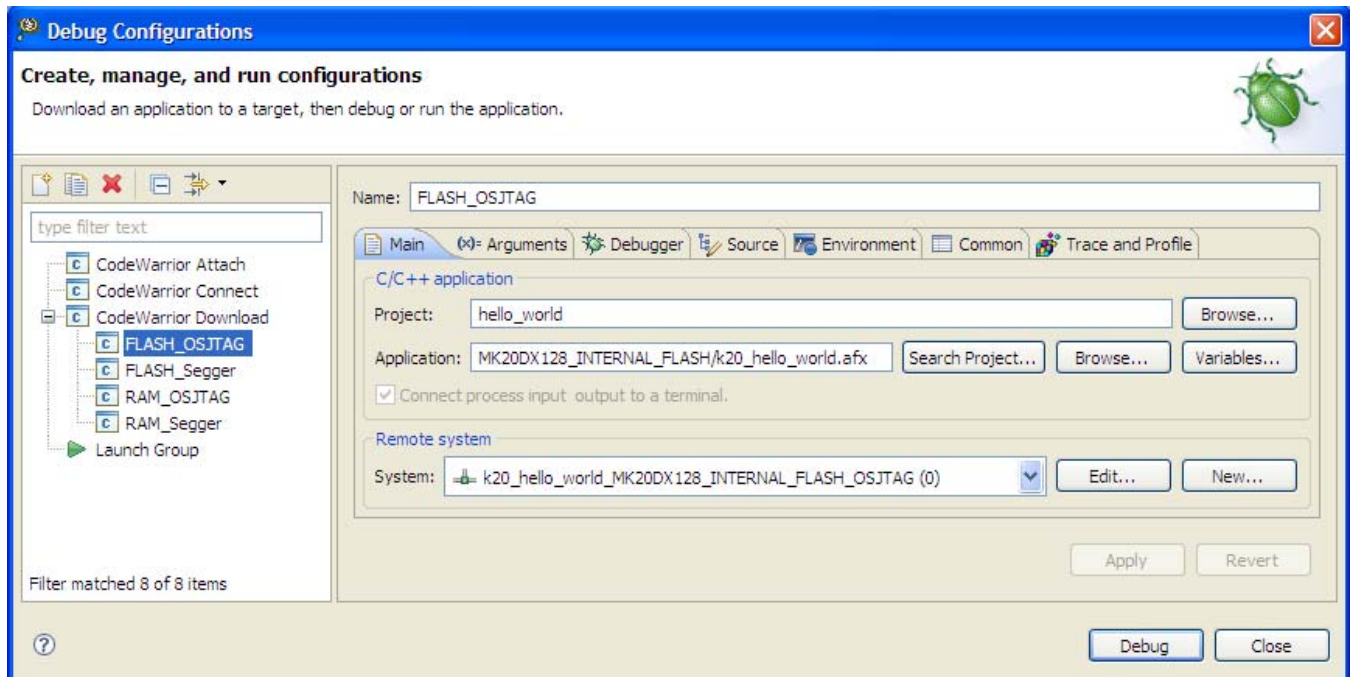 Debug Configurations
Create, manage, and run configurations
Download an application to a target, then debug or run the application.
type filter text
CodeWarrior Attach
CodeWarrior Connect
CodeWarrior Download
FLASH_OSJTAG
FLASH_Segger
RAM_OSJTAG
RAM_Segger
Launch Group
Filter matched 8 of 8 items
Name: FLASH_OSJTAG
Main (x)= Arguments Debugger Source Environment Common Trace and Profile
C/C++ application
Project: hello_world Browse...
Application: MK20DX128_INTERNAL_FLASH/k20_hello_world.afx Search Project... Browse... Variables...
Connect process input output to a terminal.
Remote system
System: k20_hello_world_MK20DX128_INTERNAL_FLASH_OSJTAG (0) Edit... New...
Apply Revert
? Debug Close